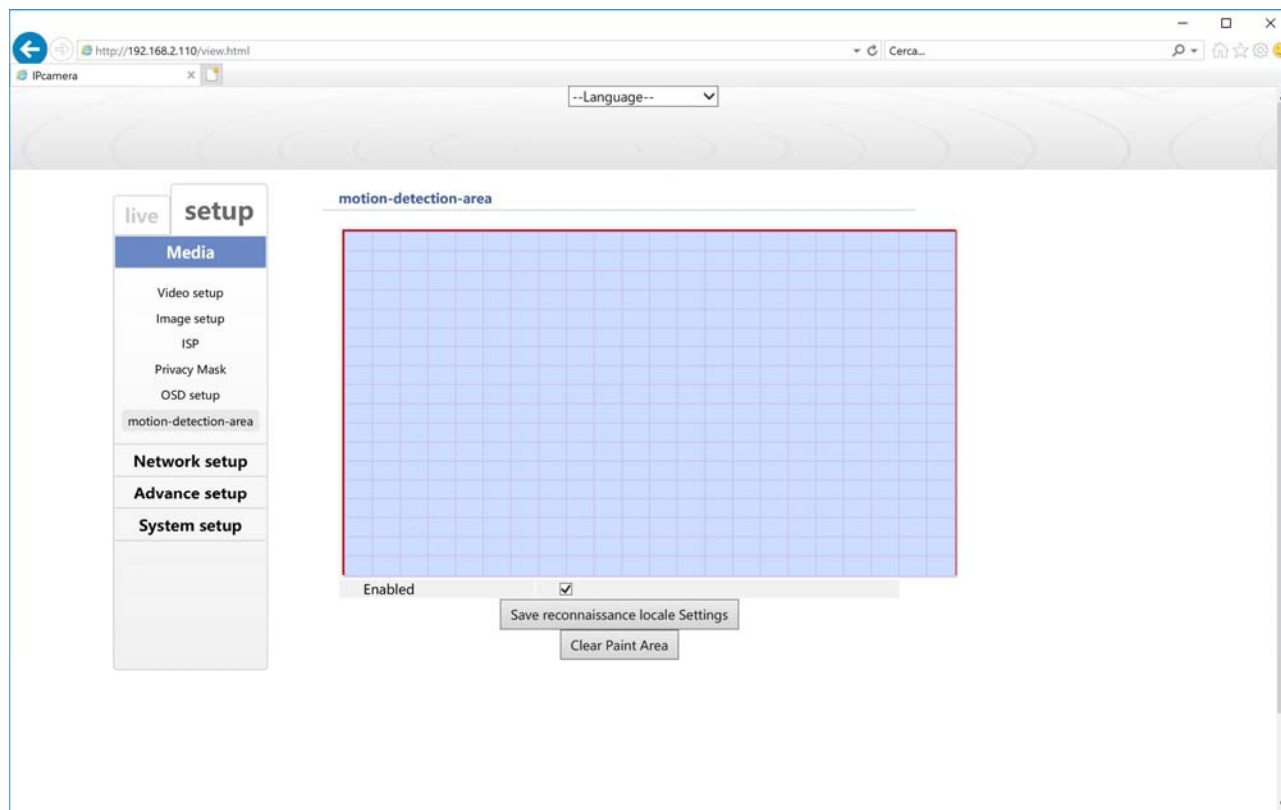 http://192.168.2.110/view.html
Cerca...
IPcamera
--Language--
live
setup
motion-detection-area
Media
Video setup
Image setup
ISP
Privacy Mask
OSD setup
motion-detection-area
Network setup
Advance setup
System setup
Enabled
Save reconnaissance locale Settings
Clear Paint Area